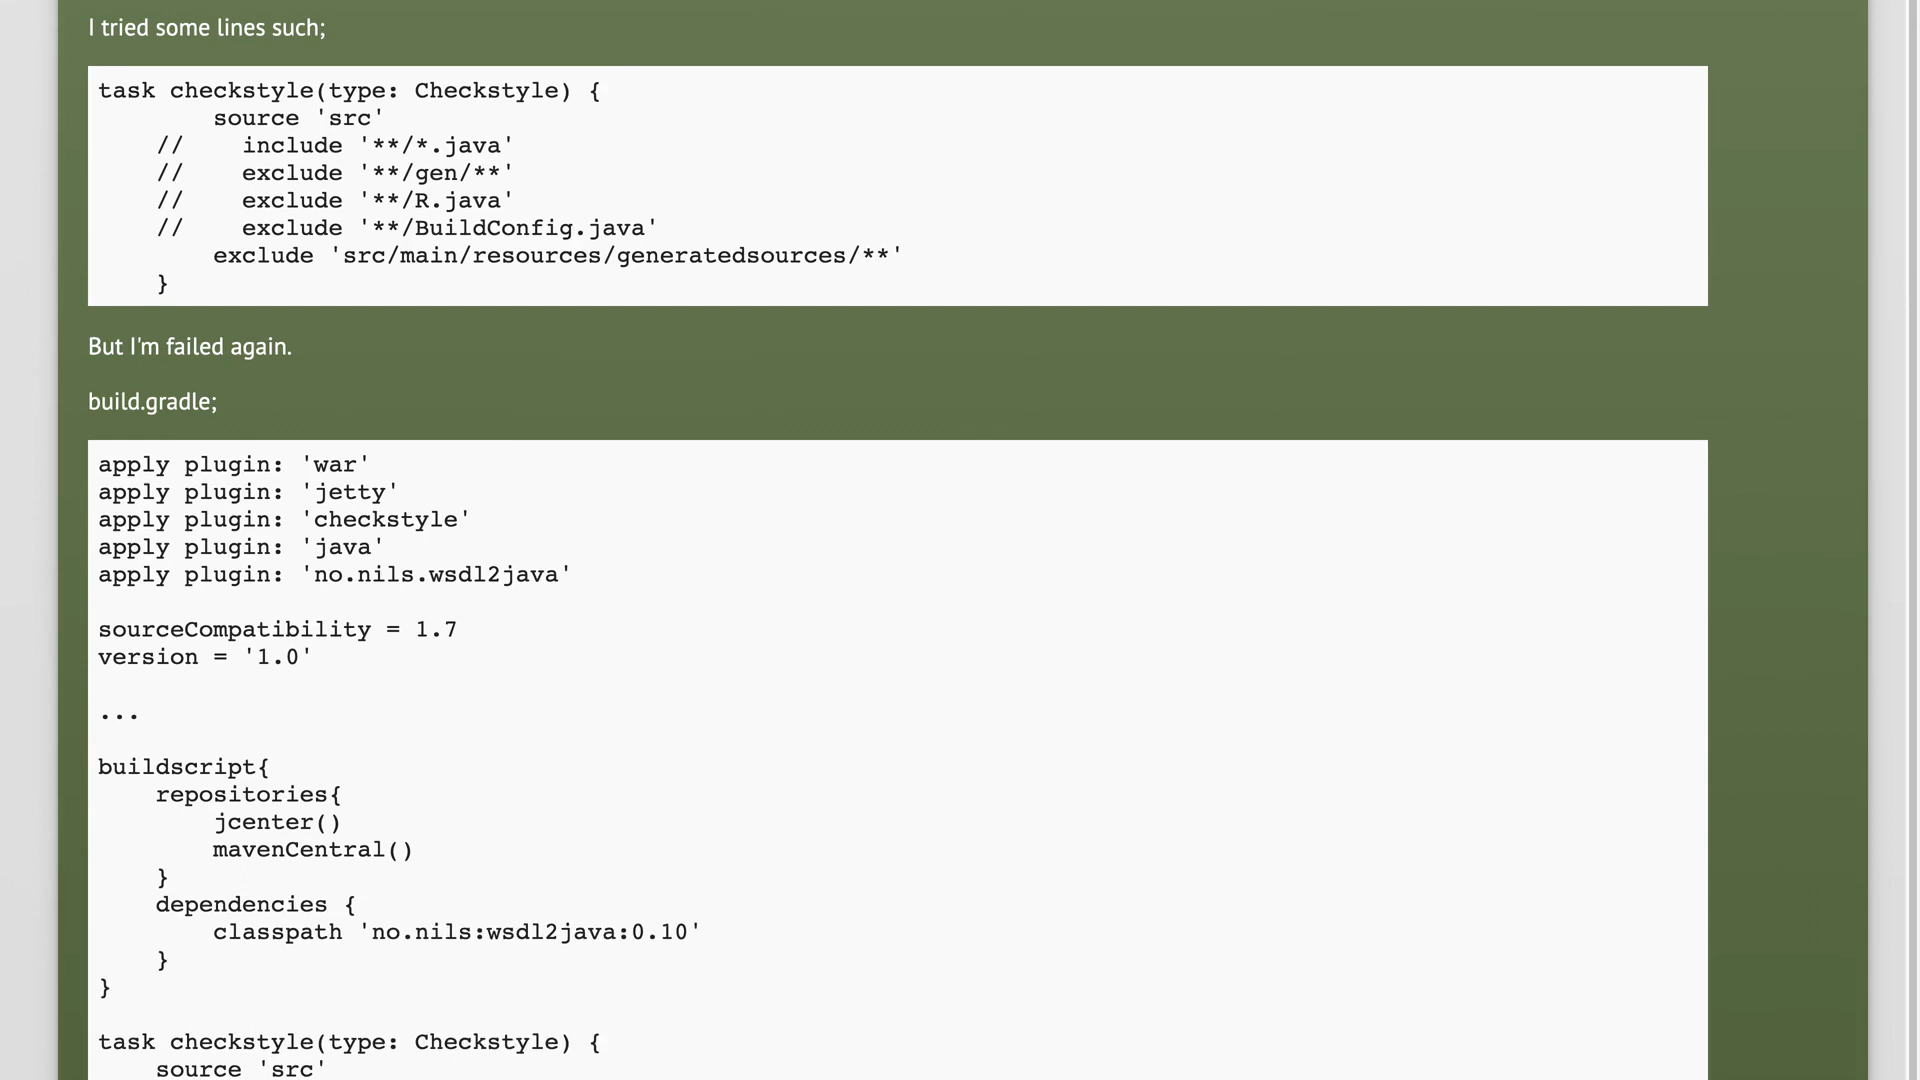 I tried some lines such;
task checkstyle(type: Checkstyle) {
        source 'src'
    //    include '**/*.java'
    //    exclude '**/gen/**'
    //    exclude '**/R.java'
    //    exclude '**/BuildConfig.java'
        exclude 'src/main/resources/generatedsources/**'
    }
But I'm failed again.
build.gradle;
apply plugin: 'war'
apply plugin: 'jetty'
apply plugin: 'checkstyle'
apply plugin: 'java'
apply plugin: 'no.nils.wsdl2java'
sourceCompatibility = 1.7
version = '1.0'
...
buildscript{
    repositories{
        jcenter()
        mavenCentral()
    }
    dependencies {
        classpath 'no.nils:wsdl2java:0.10'
    }
}
task checkstyle(type: Checkstyle) {
    source 'src'